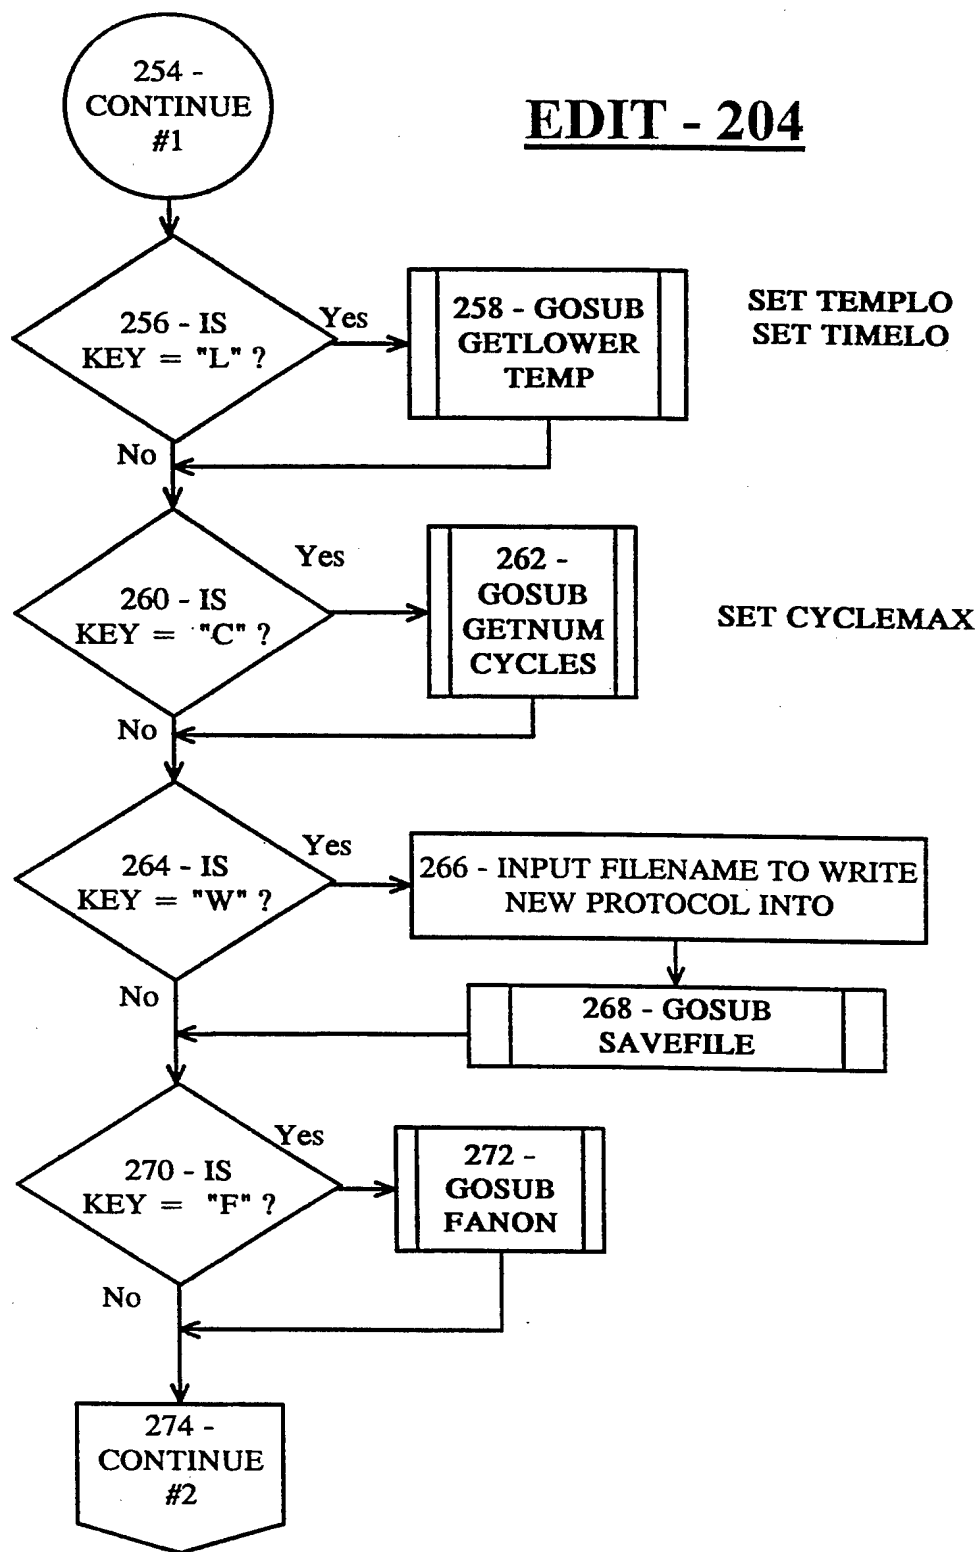 254 -
CONTINUE
#1
EDIT - 204
256 - IS
KEY = "L" ?
Yes
258 - GOSUB
GETLOWER
TEMP
SET TEMPLO
SET TIMELO
No
260 - IS
KEY = "C" ?
Yes
262 -
GOSUB
GETNUM
CYCLES
SET CYCLEMAX
No
264 - IS
KEY = "W" ?
Yes
266 - INPUT FILENAME TO WRITE
NEW PROTOCOL INTO
No
268 - GOSUB
SAVEFILE
270 - IS
KEY = "F" ?
Yes
272 -
GOSUB
FANON
No
274 -
CONTINUE
#2